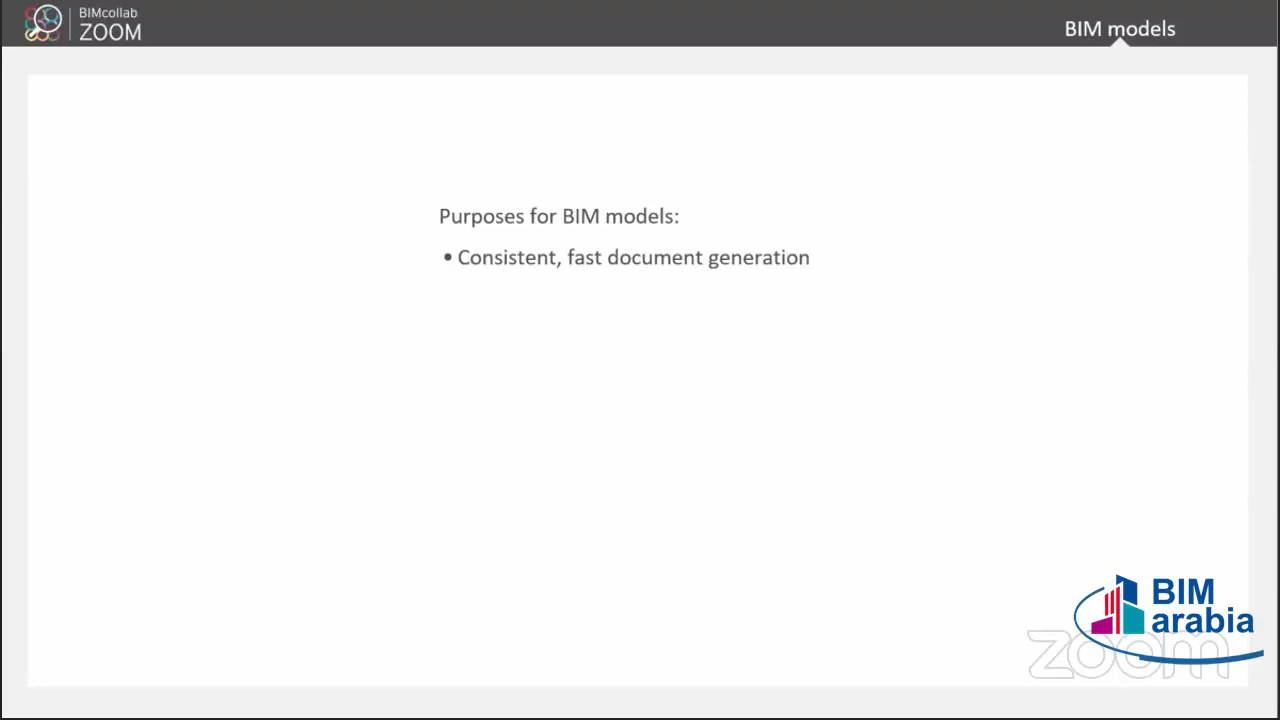 BIMcollab
ZOOM
BIM models
Purposes for BIM models:
• Consistent, fast document generation
BIM
arabia
zoom